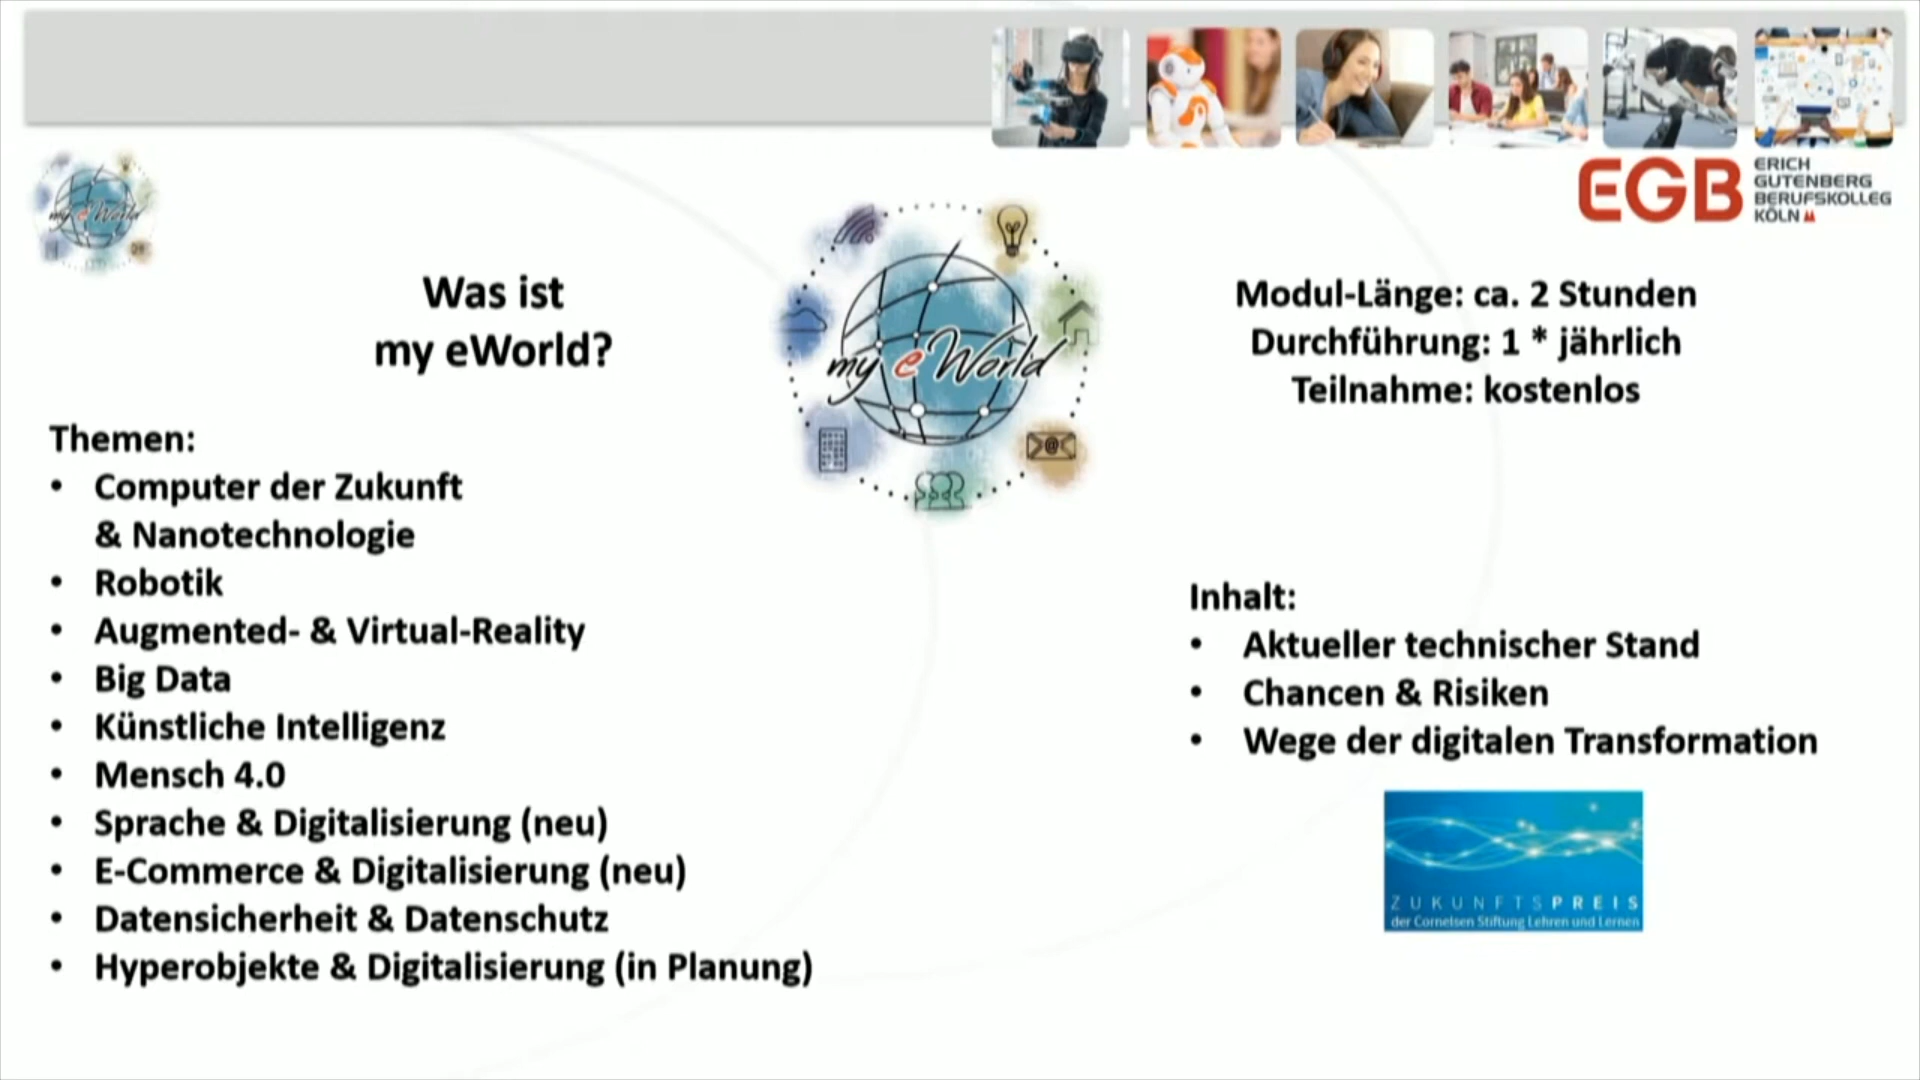 ERICH
GUTENBERG
BERUFSKOLLEG
KÖLN
EGB
my eWorld
Was ist
my eWorld?
my eWorld
@
Modul-Länge: ca. 2 Stunden
Durchführung: 1 * jährlich
Teilnahme: kostenlos
Themen:
• Computer der Zukunft
& Nanotechnologie
• Robotik
• Augmented- & Virtual-Reality
• Big Data
• Künstliche Intelligenz
• Mensch 4.0
• Sprache & Digitalisierung (neu)
• E-Commerce & Digitalisierung (neu)
• Datensicherheit & Datenschutz
• Hyperobjekte & Digitalisierung (in Planung)
Inhalt:
• Aktueller technischer Stand
• Chancen & Risiken
• Wege der digitalen Transformation
ZUKUNFTSPREIS
der Cornelsen Stiftung Lehren und Lernen